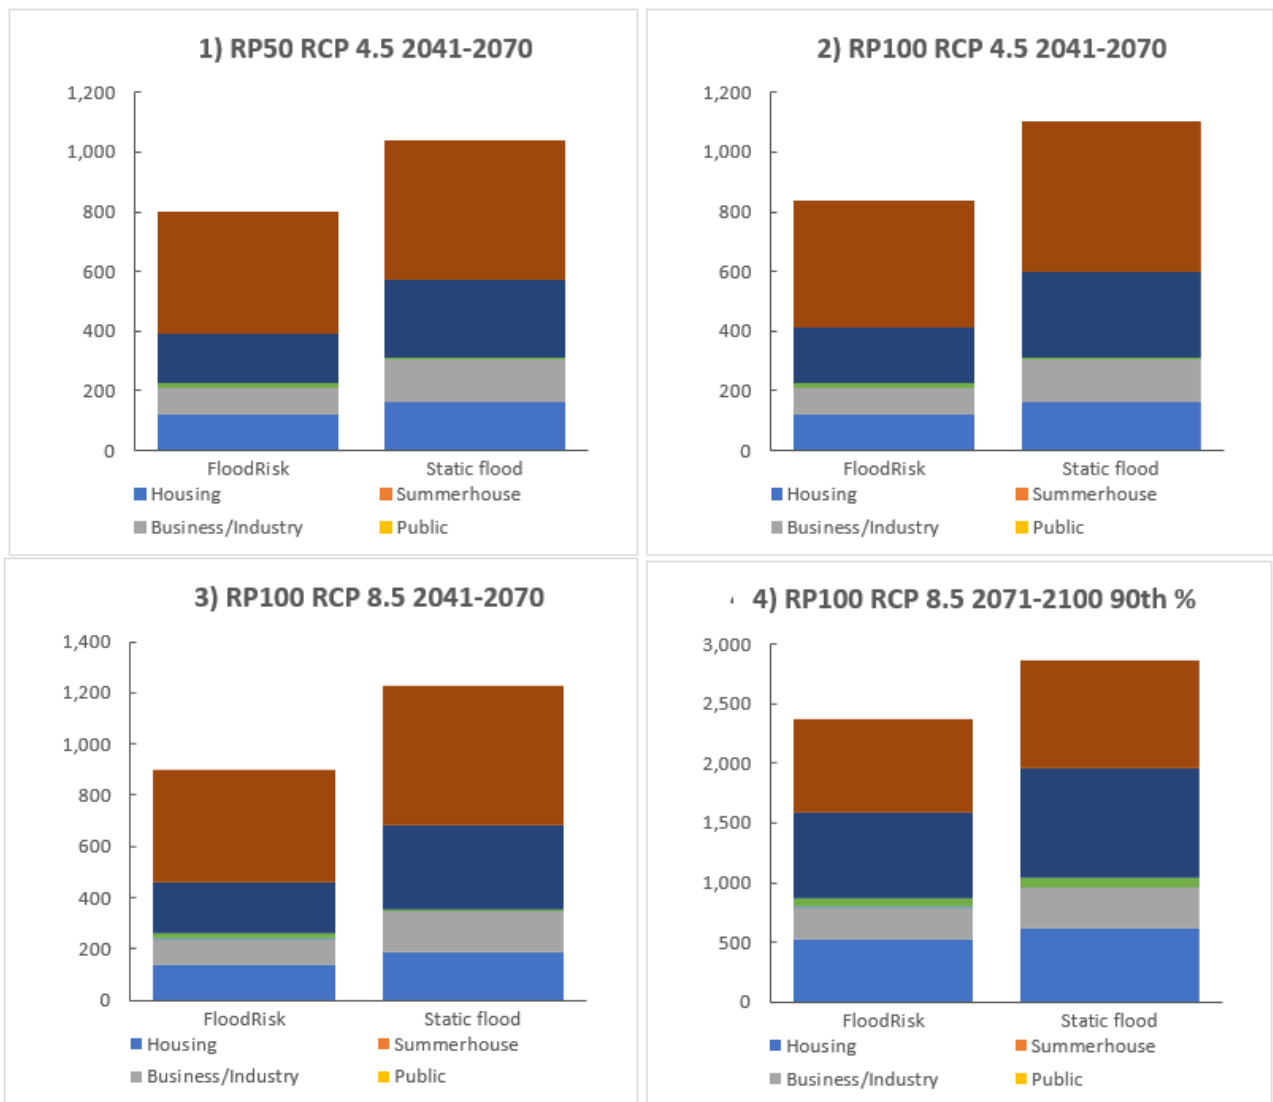 1) RP50 RCP 4.5 2041-2070
1,200
1,000
800
600
400
200
0
FloodRisk Static flood
Housing Summerhouse
Business/Industry Public
2) RP100 RCP 4.5 2041-2070
1,200
1,000
800
600
400
200
0
FloodRisk Static flood
Housing Summerhouse
Business/Industry Public
3) RP100 RCP 8.5 2041-2070
1,400
1,200
1,000
800
600
400
200
0
FloodRisk Static flood
Housing Summerhouse
Business/Industry Public
4) RP100 RCP 8.5 2071-2100 90th %
3,000
2,500
2,000
1,500
1,000
500
0
FloodRisk Static flood
Housing Summerhouse
Business/Industry Public